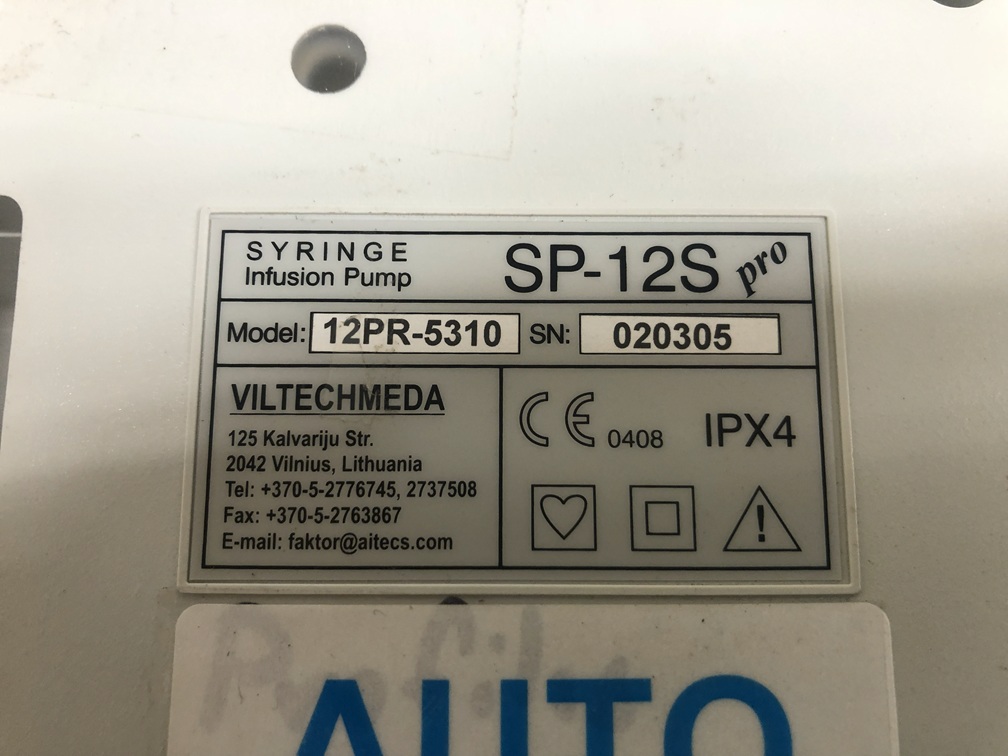 SYRINGE
Infusion Pump
SP-12S pro
Model: 12PR-5310 SN: 020305
VILTECHMEDA
125 Kalvariju Str.
2042 Vilnius, Lithuania
Tel: +370-5-2776745, 2737508
Fax: +370-5-2763867
E-mail: faktor@aitecs.com
CE 0408 IPX4
AUTO